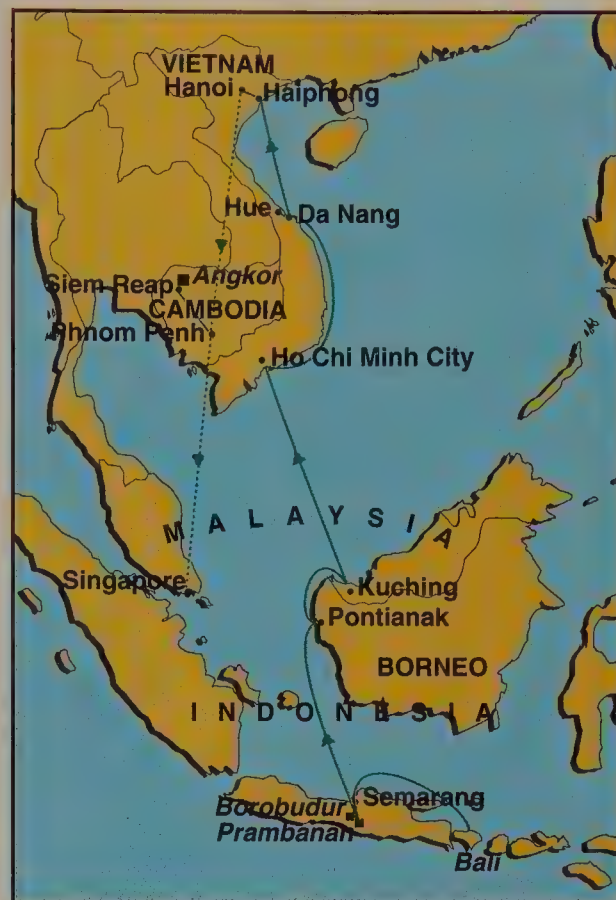 VIETNAM
Hanoi
Haiphong
Hue
Da Nang
Siem Reap
Angkor
CAMBODIA
Phnom Penh
Ho Chi Minh City
MALAYSIA
Singapore
Kuching
Pontianak
BORNEO
INDONESIA
Semarang
Borobudur
Prambanan
Bali